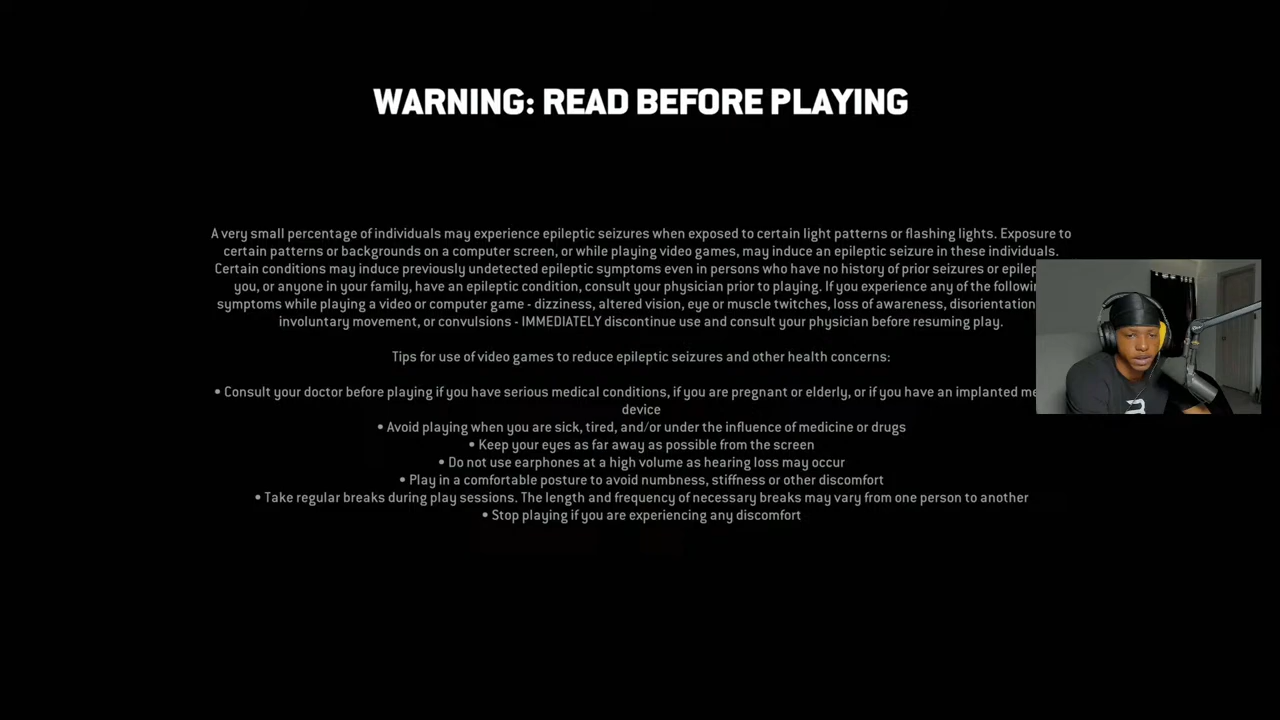 WARNING: READ BEFORE PLAYING
A very small percentage of individuals may experience epileptic seizures when exposed to certain light patterns or flashing lights. Exposure to
certain patterns or backgrounds on a computer screen, or while playing video games, may induce an epileptic seizure in these individuals.
Certain conditions may induce previously undetected epileptic symptoms even in persons who have no history of prior seizures or
you, or anyone in your family, have an epileptic condition, consult your physician prior to playing. If you experience any of the
symptoms while playing a video or computer game - dizziness, altered vision, eye or muscle twitches, loss of awareness, disorientation
involuntary movement, or convulsions - IMMEDIATELY discontinue use and consult your physician before resuming play.
Tips for use of video games to reduce epileptic seizures and other health concerns:
• Consult your doctor before playing if you have serious medical conditions, if you are pregnant or elderly, or if you have an implanted
device
• Avoid playing when you are sick, tired, and/or under the influence of medicine or drugs
• Keep your eyes as far away as possible from the screen
• Do not use earphones at a high volume as hearing loss may occur
• Play in a comfortable posture to avoid numbness, stiffness or other discomfort
• Take regular breaks during play sessions. The length and frequency of necessary breaks may vary from one person to another
• Stop playing if you are experiencing any discomfort